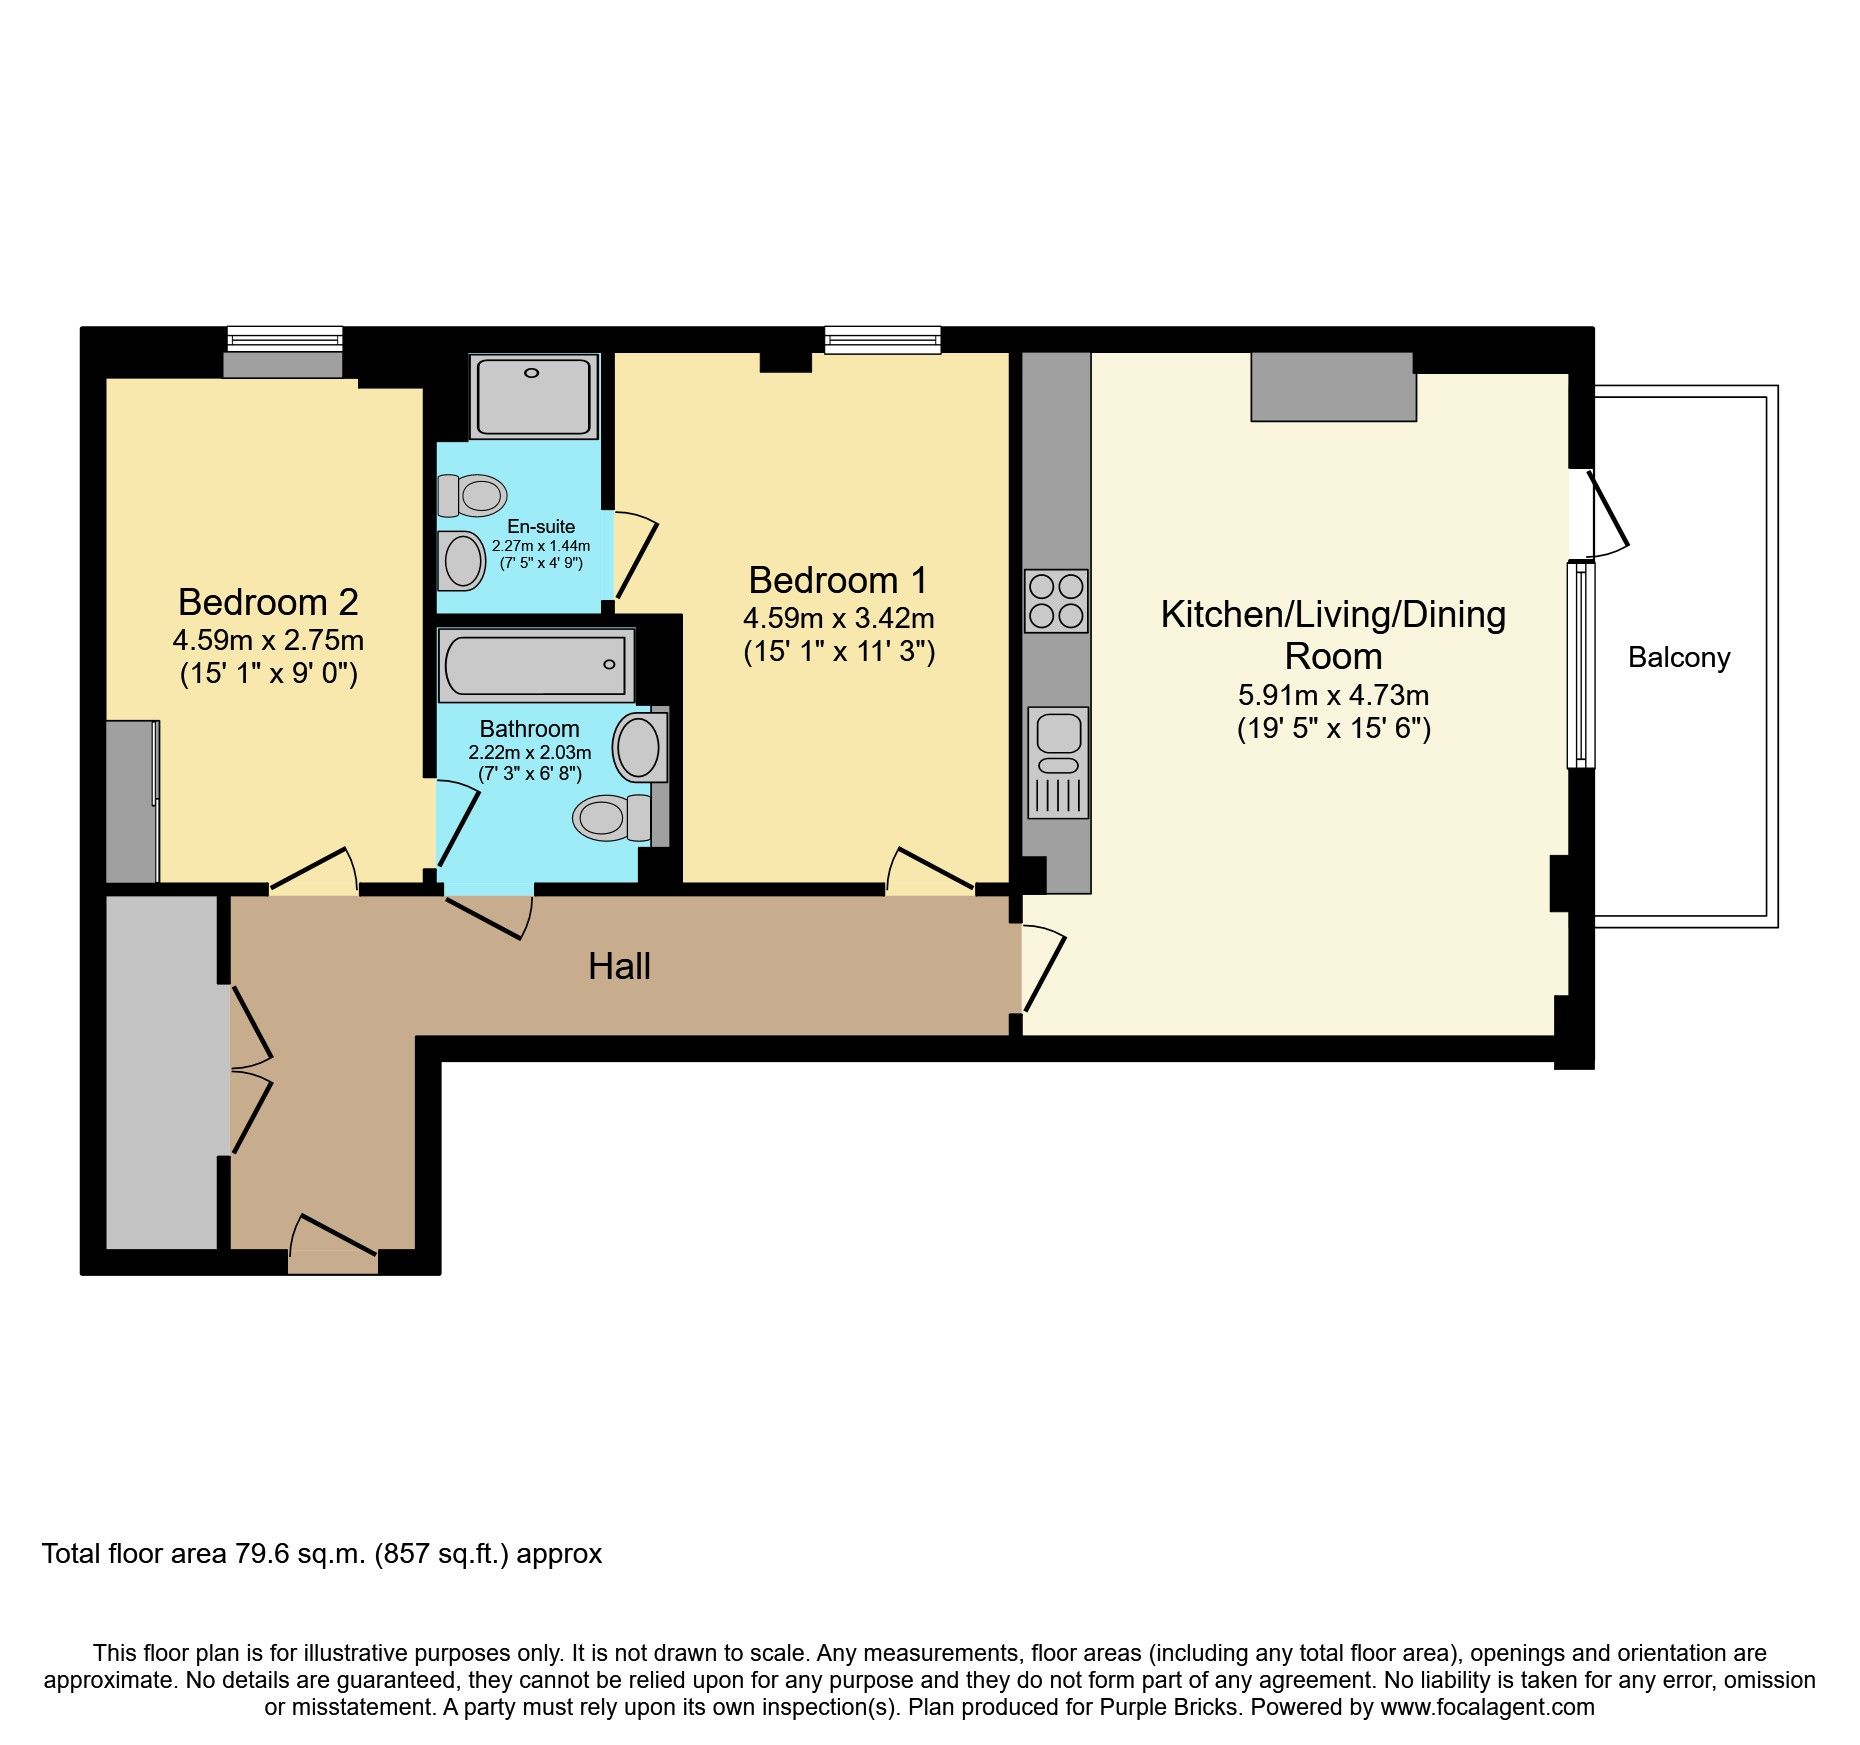 En-suite
2.27m x 1.44m
(7' 5" x 4' 9")
Bedroom 1
4.59m x 3.42m
(15' 1" x 11' 3")
Bedroom 2
4.59m x 2.75m
(15' 1" x 9' 0")
Kitchen/Living/Dining
Room
5.91m x 4.73m
(19' 5" x 15' 6")
Balcony
Bathroom
2.22m x 2.03m
(7' 3" x 6' 8")
Hall
Total floor area 79.6 sq.m. (857 sq.ft.) approx
This floor plan is for illustrative purposes only. It is not drawn to scale. Any measurements, floor areas (including any total floor area), openings and orientation are
approximate. No details are guaranteed, they cannot be relied upon for any purpose and they do not form part of any agreement. No liability is taken for any error, omission
or misstatement. A party must rely upon its own inspection(s). Plan produced for Purple Bricks. Powered by www.focalagent.com